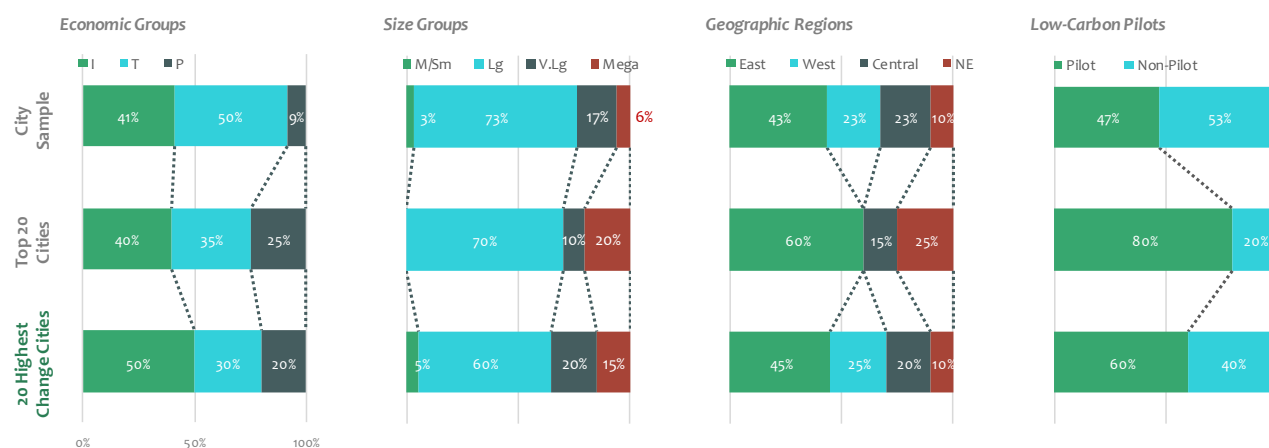 Economic Groups
Size Groups
Geographic Regions
Low-Carbon Pilots
I T P
M/Sm Lg V.Lg Mega
East West Central NE
Pilot Non-Pilot
City
Sample
41% 50% 9%
3% 73% 17% 6%
43% 23% 23% 10%
47% 53%
Top 20
Cities
40% 35% 25%
70% 10% 20%
60% 15% 25%
80% 20%
20 Highest
Change Cities
50% 30% 20%
5% 60% 20% 15%
45% 25% 20% 10%
60% 40%
0% 50% 100%